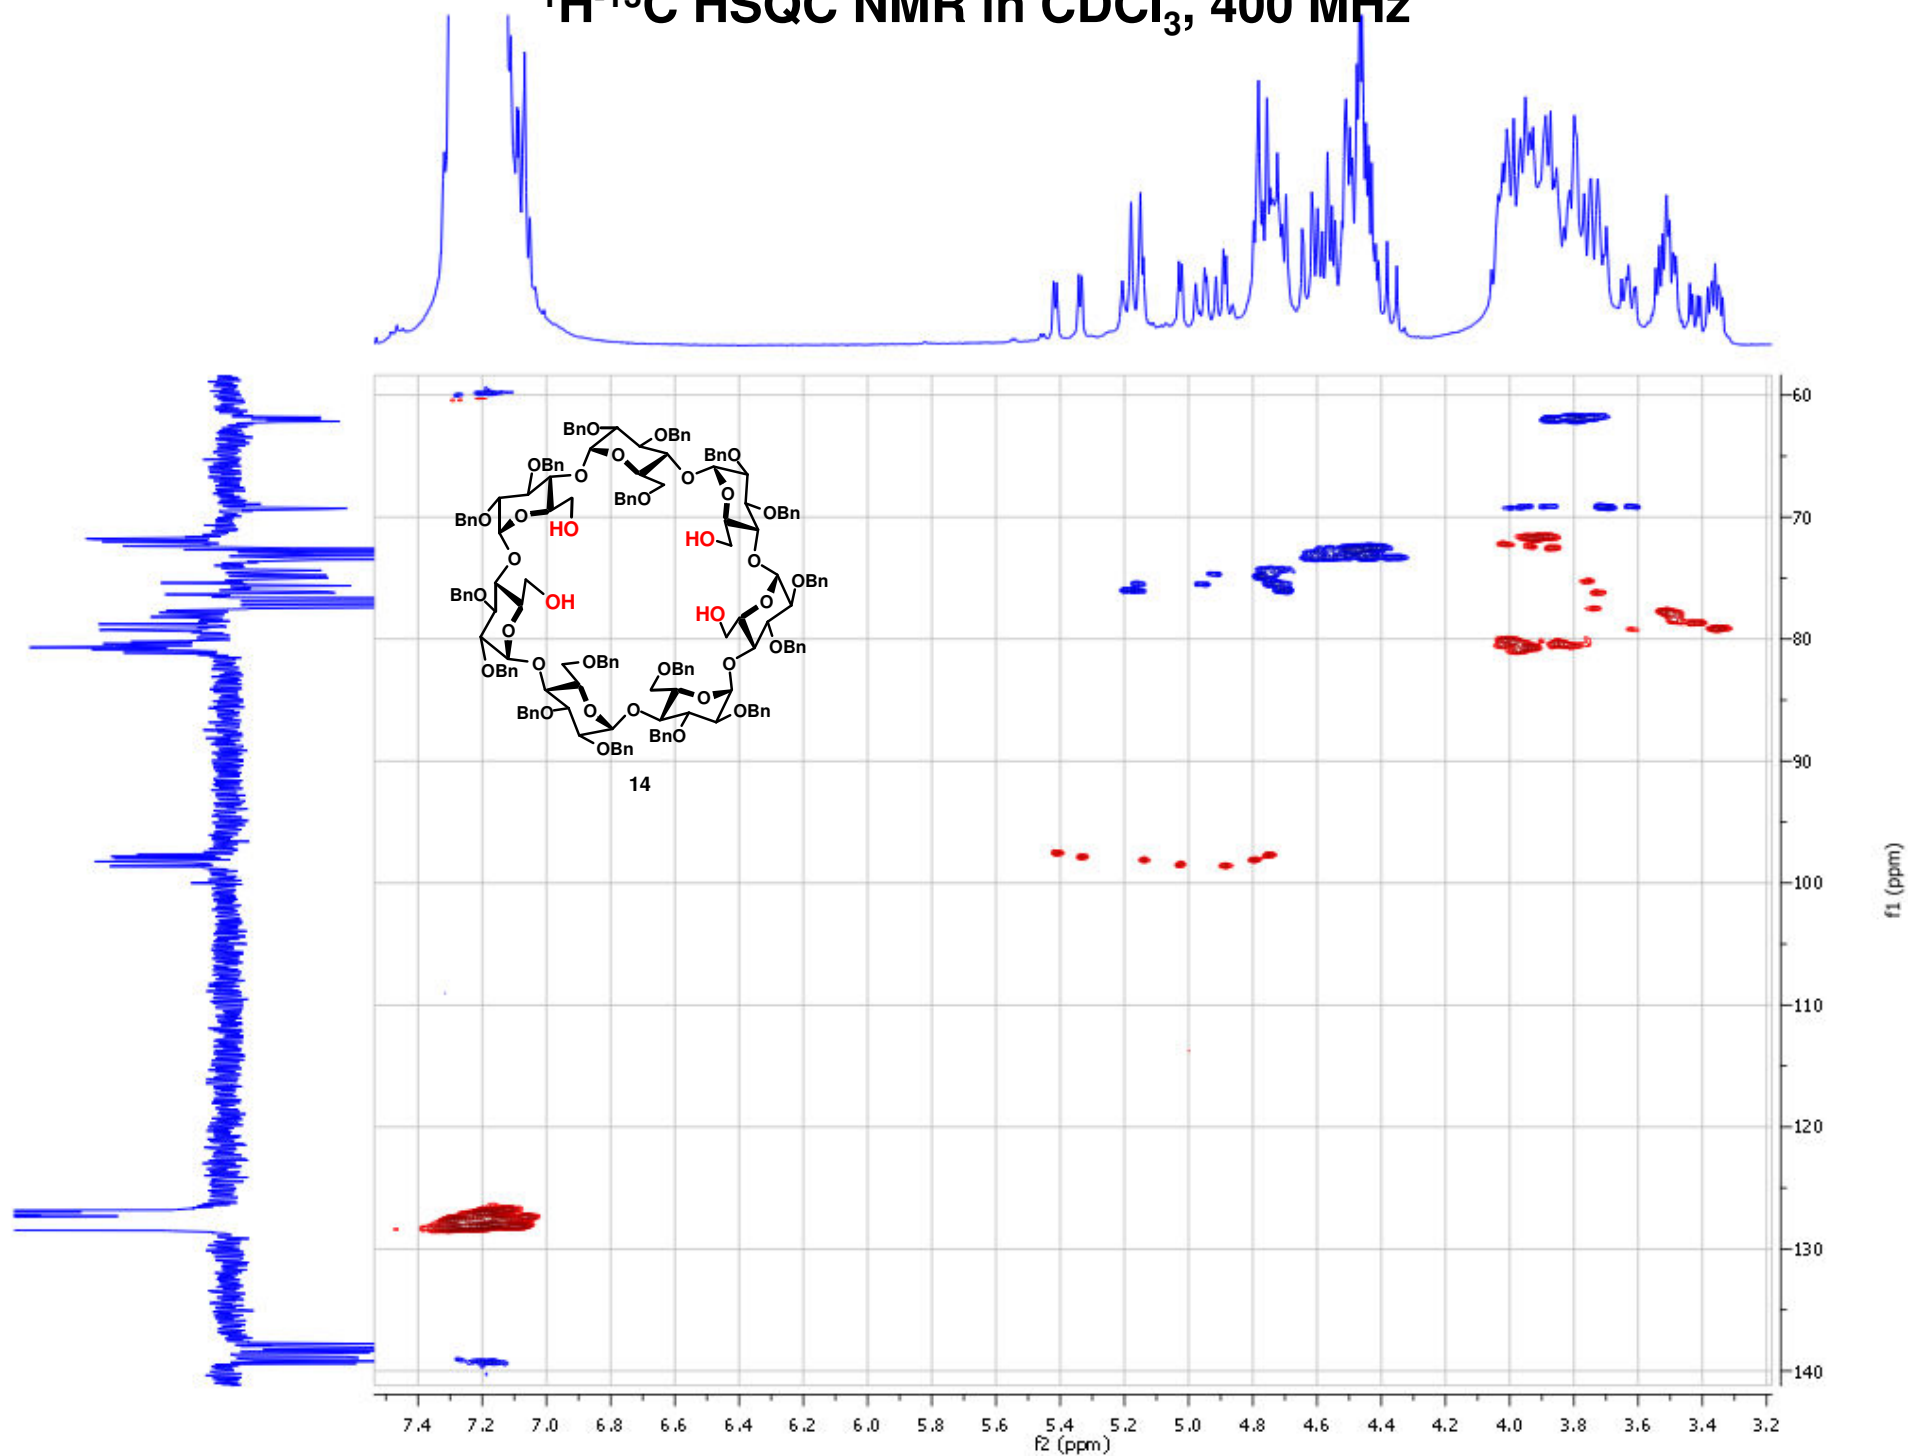 ¹H-¹³C HSQC NMR in CDCl₃, 400 MHz
BnO OBn
OBn O O BnO
BnO O O
BnO O HO HO O OBn
O O
BnO OH HO O OBn
O OBn
OBn O OBn OBn O
BnO O O O OBn
BnO
OBn
14
60
70
80
90
100
110
120
130
140
f1 (ppm)
7.4 7.2 7.0 6.8 6.6 6.4 6.2 6.0 5.8 5.6 5.4 5.2 5.0 4.8 4.6 4.4 4.2 4.0 3.8 3.6 3.4 3.2
f2 (ppm)